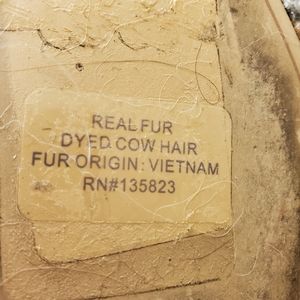 REAL FUR
DYED COW HAIR
FUR ORIGIN: VIETNAM
RN#135823